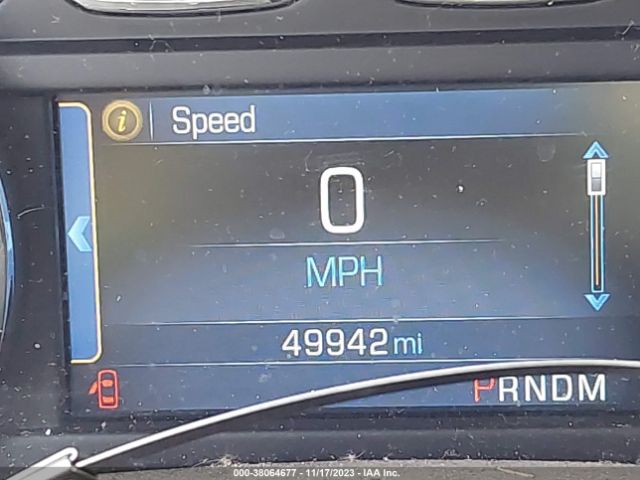 i Speed
0
MPH
49942 mi
PRNDM
000-38064677 - 11/17/2023 - IAA Inc.